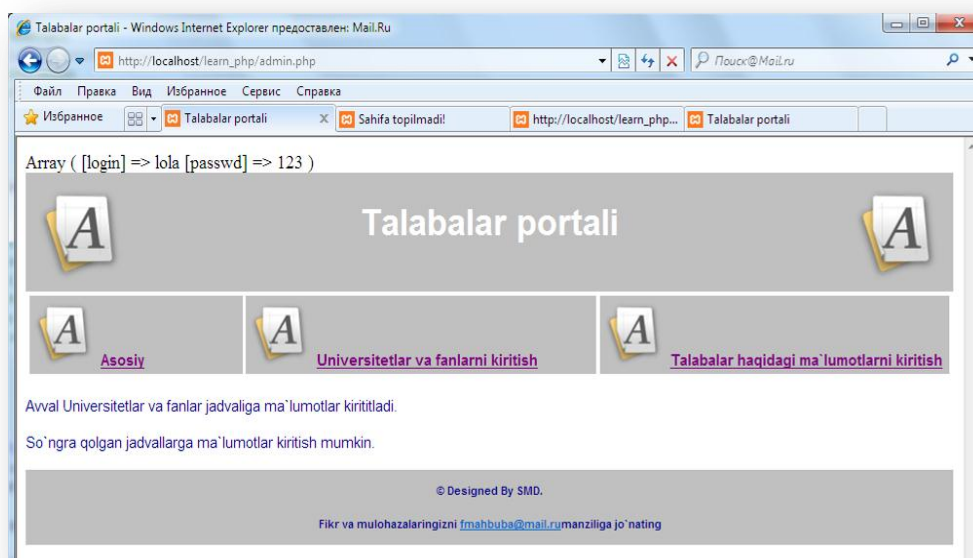 Talabalar portali - Windows Internet Explorer предоставлен: Mail.Ru
http://localhost/learn_php/admin.php
Поиск@Mail.ru
Файл Правка Вид Избранное Сервис Справка
Избранное Talabalar portali X Sahifa topilmadi! http://localhost/learn_php... Talabalar portali
Array ( [login] => lola [passwd] => 123 )
A Talabalar portali A
A Asosiy A Universitetlar va fanlarni kiritish A Talabalar haqidagi ma`lumotlarni kiritish
Avval Universitetlar va fanlar jadvaliga ma`lumotlar kirititladi.
So`ngra qolgan jadvallarga ma`lumotlar kiritish mumkin.
© Designed By SMD.
Fikr va mulohazalaringizni fmahbuba@mail.rumanziliga jo`nating